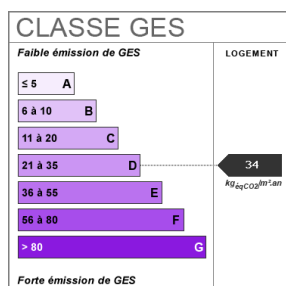 CLASSE GES
Faible émission de GES
LOGEMENT
≤ 5 A
6 à 10 B
11 à 20 C
21 à 35 D
34
kgéqCO2/m².an
36 à 55 E
56 à 80 F
> 80 G
Forte émission de GES